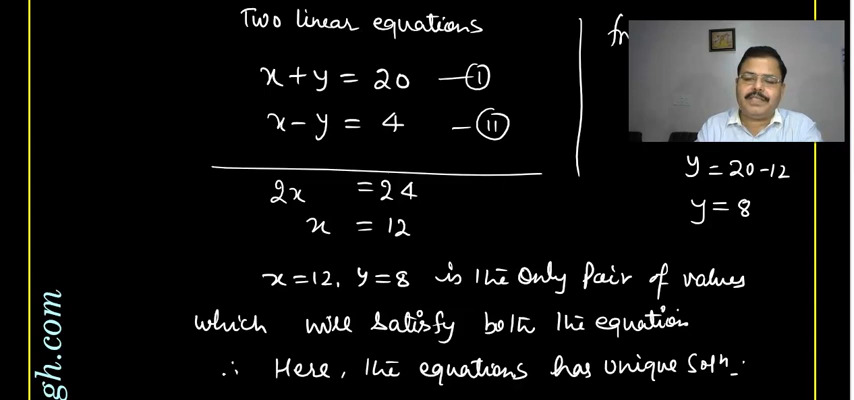 Two linear equations
x+y = 20 —(I)
x-y = 4 —(II)
2x = 24
x = 12
y = 20-12
y = 8
x=12, y=8 is the only pair of values
which will satisfy both the equation
∴ Here, the equations has unique Solⁿ.
gh.com